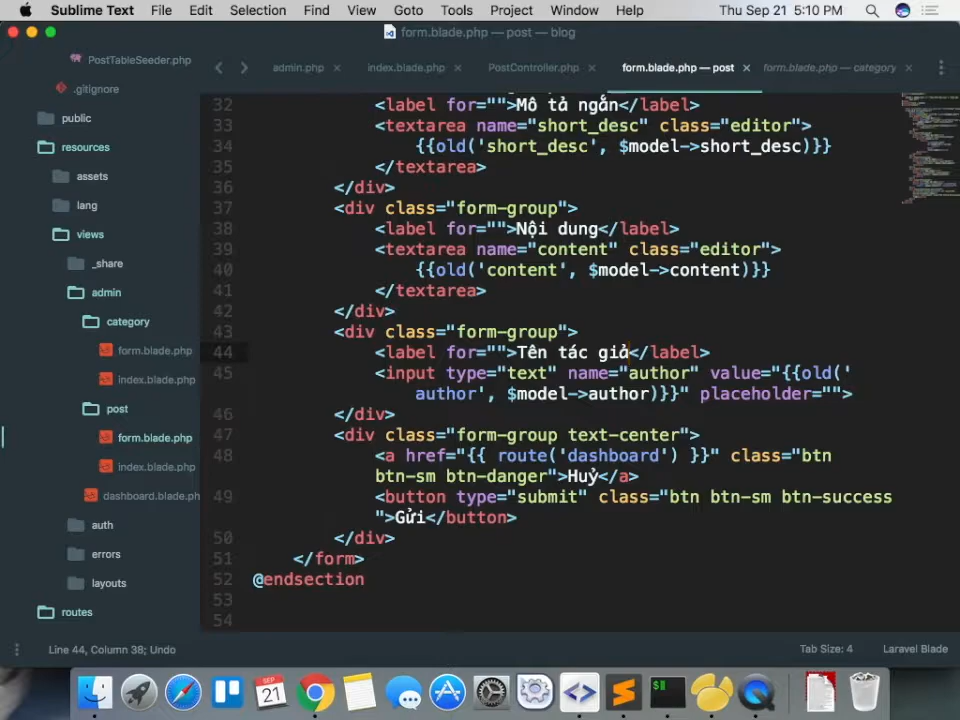 Sublime Text File Edit Selection Find View Goto Tools Project Window Help Thu Sep 21 5:10 PM
form.blade.php — post — blog
admin.php × index.blade.php × PostController.php × form.blade.php — post × form.blade.php — category ×
PostTableSeeder.php
.gitignore
public
resources
assets
lang
views
_share
admin
category
form.blade.php
index.blade.php
post
form.blade.php
index.blade.php
dashboard.blade.ph
auth
errors
layouts
routes
32 <label for="">Mô tả ngắn</label>
33 <textarea name="short_desc" class="editor">
34 {{old('short_desc', $model->short_desc)}}
35 </textarea>
36 </div>
37 <div class="form-group">
38 <label for="">Nội dung</label>
39 <textarea name="content" class="editor">
40 {{old('content', $model->content)}}
41 </textarea>
42 </div>
43 <div class="form-group">
44 <label for="">Tên tác giả</label>
45 <input type="text" name="author" value="{{old('
author', $model->author)}}" placeholder="">
46 </div>
47 <div class="form-group text-center">
48 <a href="{{ route('dashboard') }}" class="btn
btn-sm btn-danger">Huỷ</a>
49 <button type="submit" class="btn btn-sm btn-success
">Gửi</button>
50 </div>
51 </form>
52 @endsection
53
54
Line 44, Column 38; Undo Tab Size: 4 Laravel Blade
SEP
21